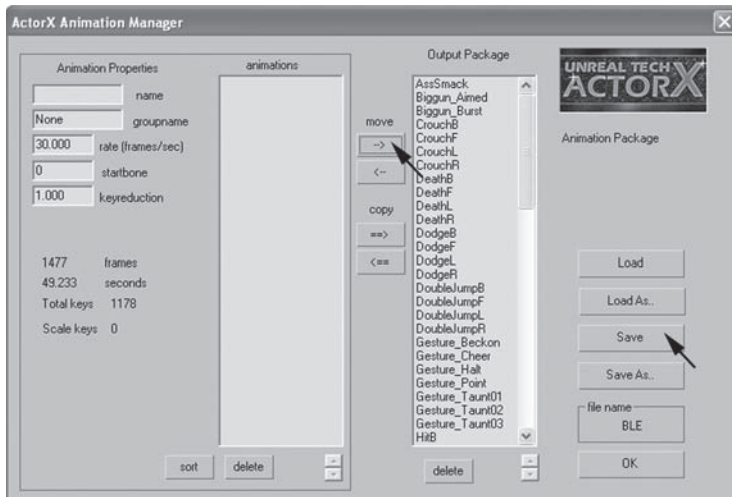 ActorX Animation Manager
Animation Properties
name
None groupname
30.000 rate (frames/sec)
0 startbone
1.000 keyreduction
1477 frames
49.233 seconds
Total keys 1178
Scale keys 0
sort
animations
delete
move
-->
<--
copy
==>
<==
Output Package
AssSmack
Biggun_Aimed
Biggun_Burst
CrouchB
CrouchF
CrouchL
CrouchR
DeathB
DeathF
DeathL
DeathR
DodgeB
DodgeF
DodgeL
DodgeR
DoubleJumpB
DoubleJumpF
DoubleJumpL
DoubleJumpR
Gesture_Beckon
Gesture_Cheer
Gesture_Halt
Gesture_Point
Gesture_Taunt01
Gesture_Taunt02
Gesture_Taunt03
HitB
delete
UNREAL TECH
ACTORX
Animation Package
Load
Load As..
Save
Save As..
file name
BLE
OK